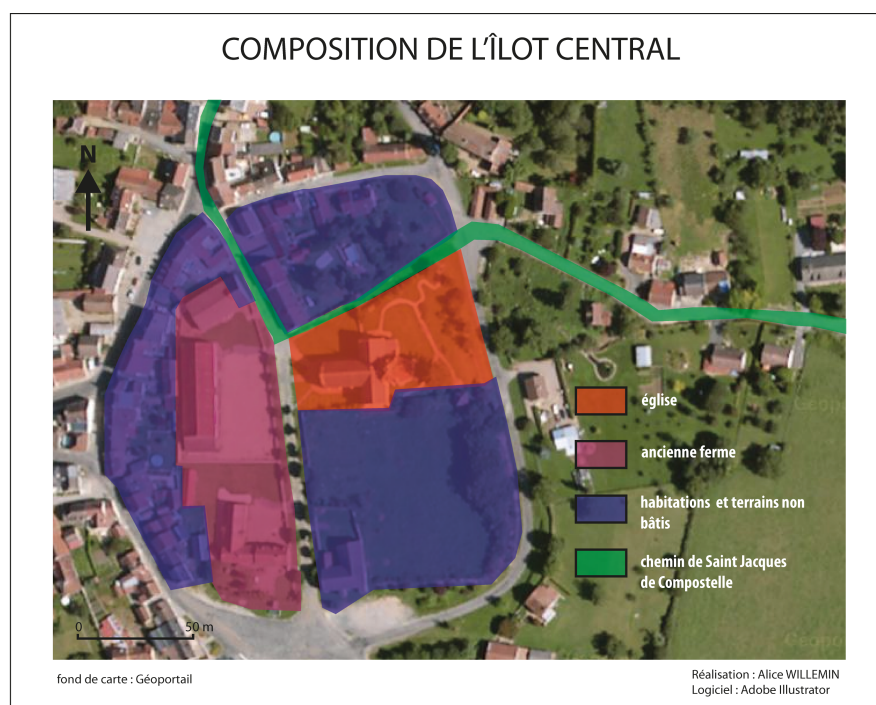 COMPOSITION DE L'ÎLOT CENTRAL
N
église
ancienne ferme
habitations et terrains non
bâtis
chemin de Saint Jacques
de Compostelle
0 50 m
fond de carte : Géoportail
Réalisation : Alice WILLEMIN
Logiciel : Adobe Illustrator